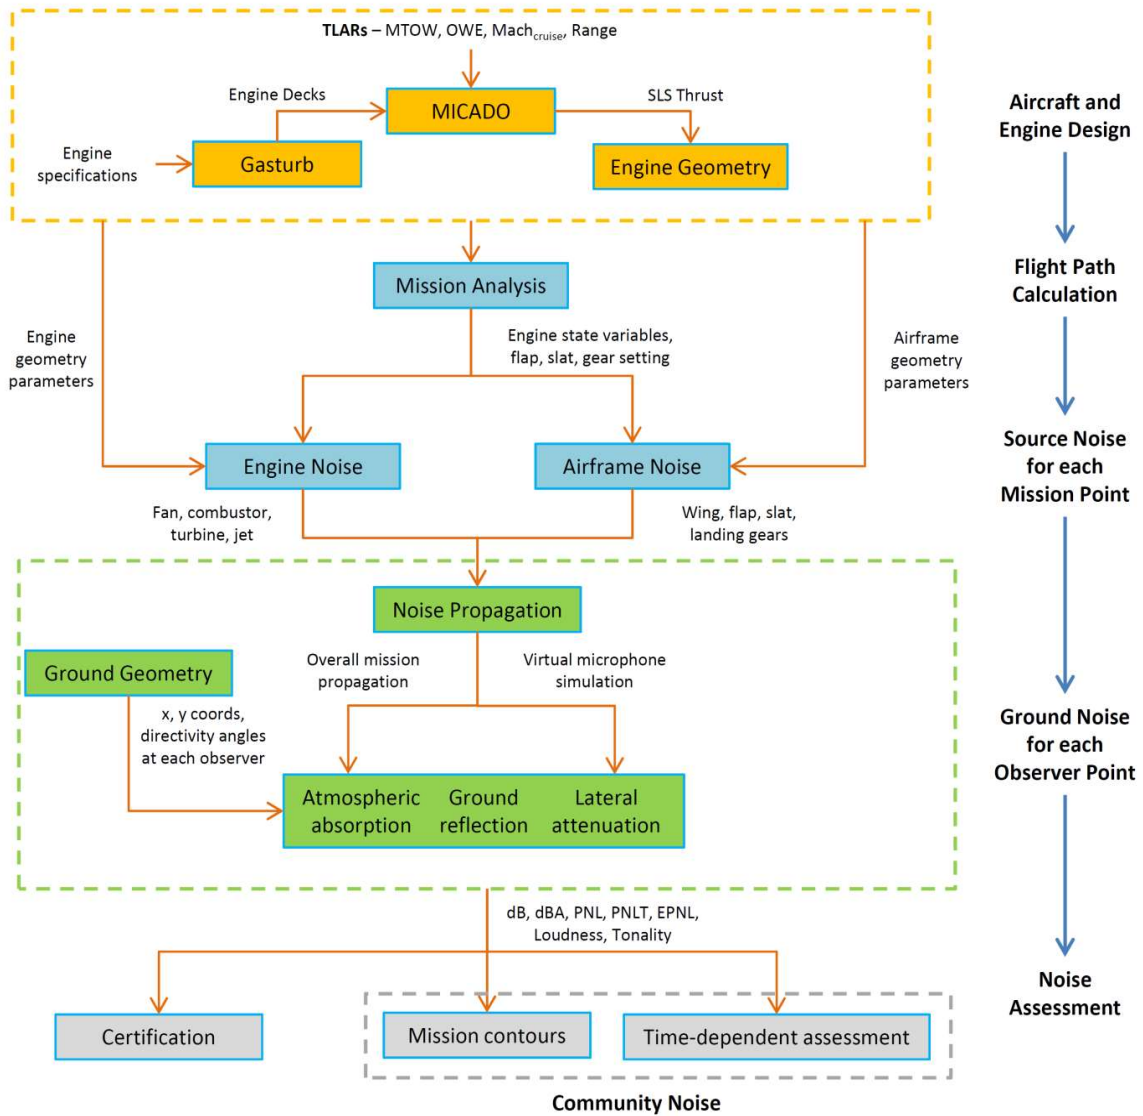 TLARs – MTOW, OWE, Mach_cruise, Range
Engine Decks
MICADO
SLS Thrust
Engine
specifications
Gasturb
Engine Geometry
Aircraft and
Engine Design
Mission Analysis
Flight Path
Calculation
Engine
geometry
parameters
Engine state variables,
flap, slat, gear setting
Airframe
geometry
parameters
Engine Noise
Airframe Noise
Source Noise
for each
Mission Point
Fan, combustor,
turbine, jet
Wing, flap, slat,
landing gears
Noise Propagation
Overall mission
propagation
Virtual microphone
simulation
Ground Geometry
x, y coords,
directivity angles
at each observer
Atmospheric
absorption
Ground
reflection
Lateral
attenuation
Ground Noise
for each
Observer Point
dB, dBA, PNL, PNLT, EPNL,
Loudness, Tonality
Certification
Mission contours
Time-dependent assessment
Noise
Assessment
Community Noise